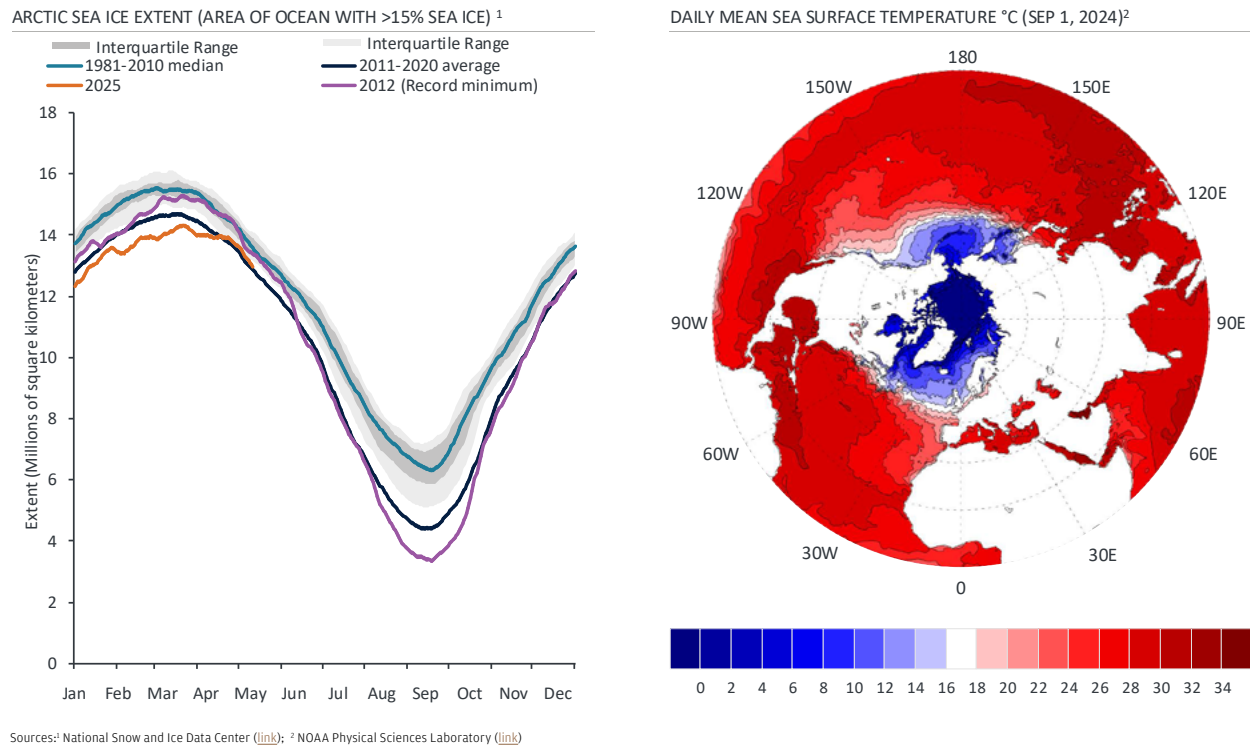 ARCTIC SEA ICE EXTENT (AREA OF OCEAN WITH >15% SEA ICE) 1
Interquartile Range
Interquartile Range
1981-2010 median
2011-2020 average
2025
2012 (Record minimum)
Extent (Millions of square kilometers)
18
16
14
12
10
8
6
4
2
0
Jan Feb Mar Apr May Jun Jul Aug Sep Oct Nov Dec
DAILY MEAN SEA SURFACE TEMPERATURE °C (SEP 1, 2024)2
180
150W 150E
120W 120E
90W 90E
60W 60E
30W 30E
0
0 2 4 6 8 10 12 14 16 18 20 22 24 26 28 30 32 34
Sources:1 National Snow and Ice Data Center (link); 2 NOAA Physical Sciences Laboratory (link)